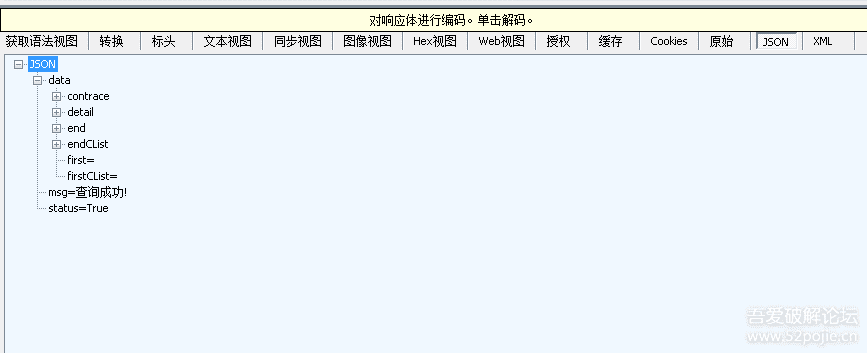 对响应体进行编码。单击解码。
获取语法视图 转换 标头 文本视图 同步视图 图像视图 Hex视图 Web视图 授权 缓存 Cookies 原始 JSON XML
JSON
data
contrace
detail
end
endCList
first=
firstCList=
msg=查询成功!
status=True
吾爱破解论坛
www.52pojie.cn